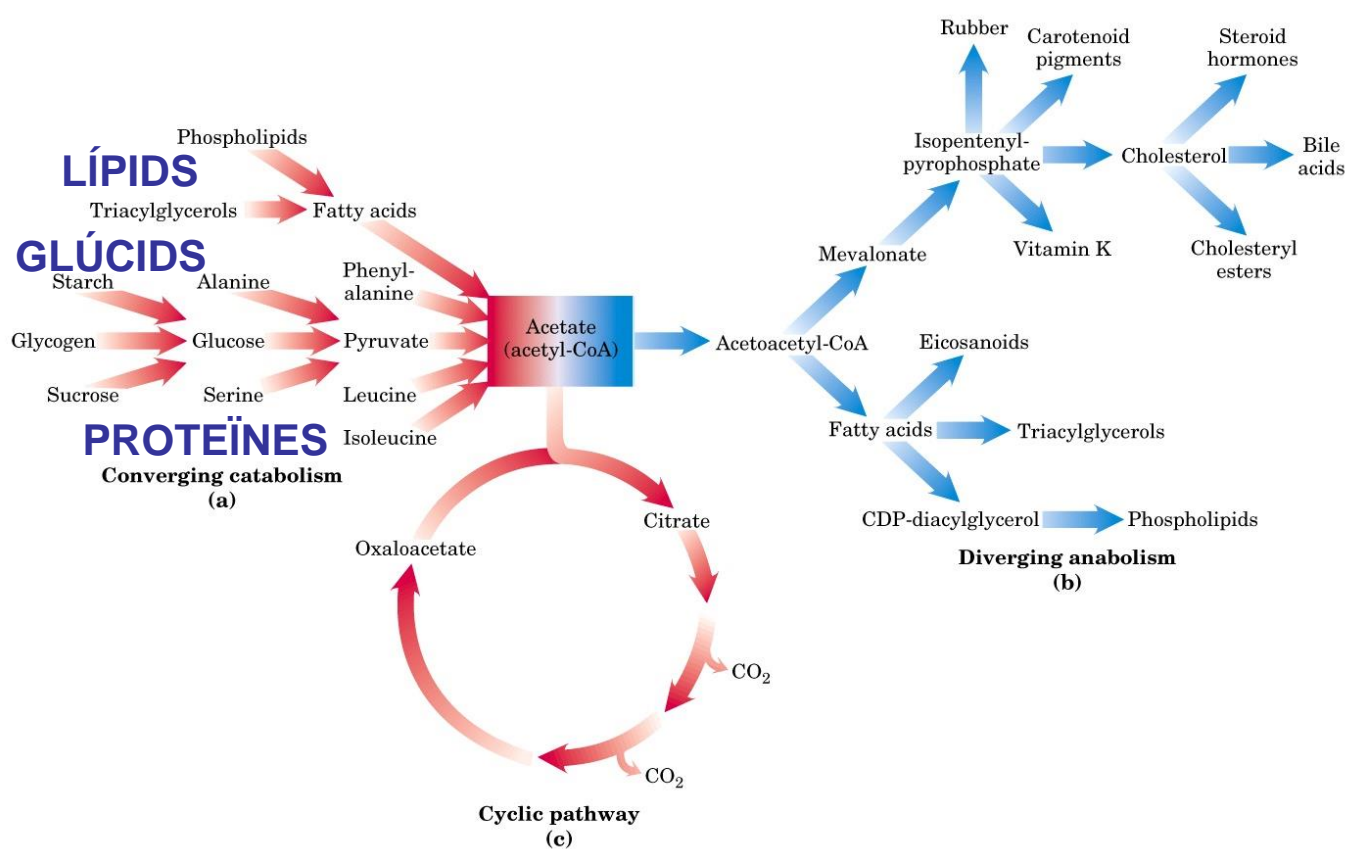 Phospholipids
LÍPIDS
Triacylglycerols
Fatty acids
GLÚCIDS
Starch
Alanine
Phenyl-
alanine
Glycogen
Glucose
Pyruvate
Sucrose
Serine
Leucine
Isoleucine
PROTEÏNES
Converging catabolism
(a)
Acetate
(acetyl-CoA)
Rubber
Carotenoid
pigments
Steroid
hormones
Isopentenyl-
pyrophosphate
Cholesterol
Bile
acids
Mevalonate
Vitamin K
Cholesteryl
esters
Acetoacetyl-CoA
Eicosanoids
Fatty acids
Triacylglycerols
CDP-diacylglycerol
Phospholipids
Diverging anabolism
(b)
Oxaloacetate
Citrate
CO2
CO2
Cyclic pathway
(c)